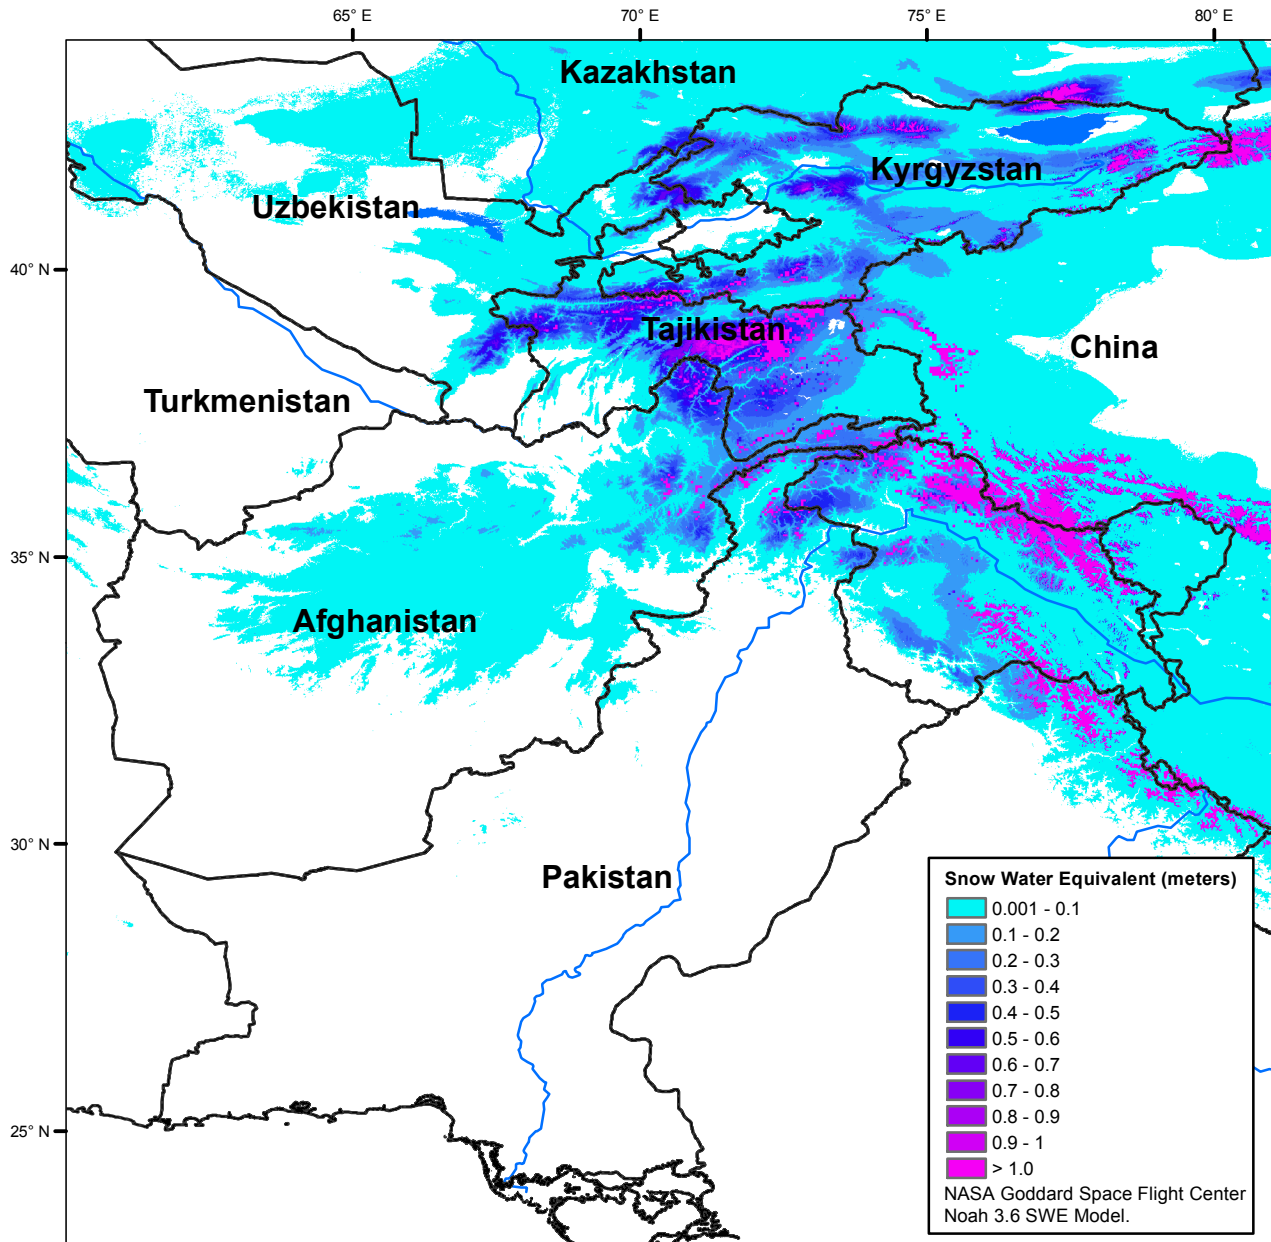 65° E
70° E
75° E
80° E
Kazakhstan
Kyrgyzstan
Uzbekistan
40° N
Tajikistan
China
Turkmenistan
35° N
Afghanistan
30° N
Pakistan
25° N
Snow Water Equivalent (meters)
0.001 - 0.1
0.1 - 0.2
0.2 - 0.3
0.3 - 0.4
0.4 - 0.5
0.5 - 0.6
0.6 - 0.7
0.7 - 0.8
0.8 - 0.9
0.9 - 1
> 1.0
NASA Goddard Space Flight Center
Noah 3.6 SWE Model.